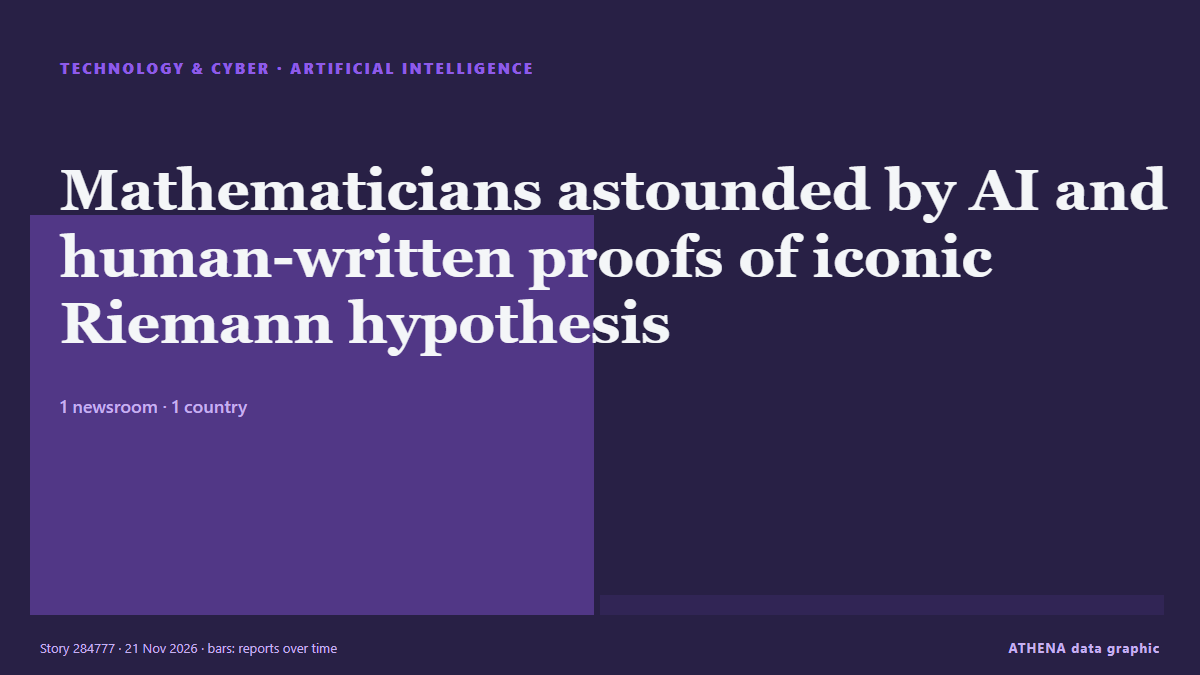 TECHNOLOGY & CYBER · ARTIFICIAL INTELLIGENCE
Mathematicians astounded by AI and
human-written proofs of iconic
Riemann hypothesis
1 newsroom · 1 country
Story 284777 · 21 Nov 2026 · bars: reports over time
ATHENA data graphic